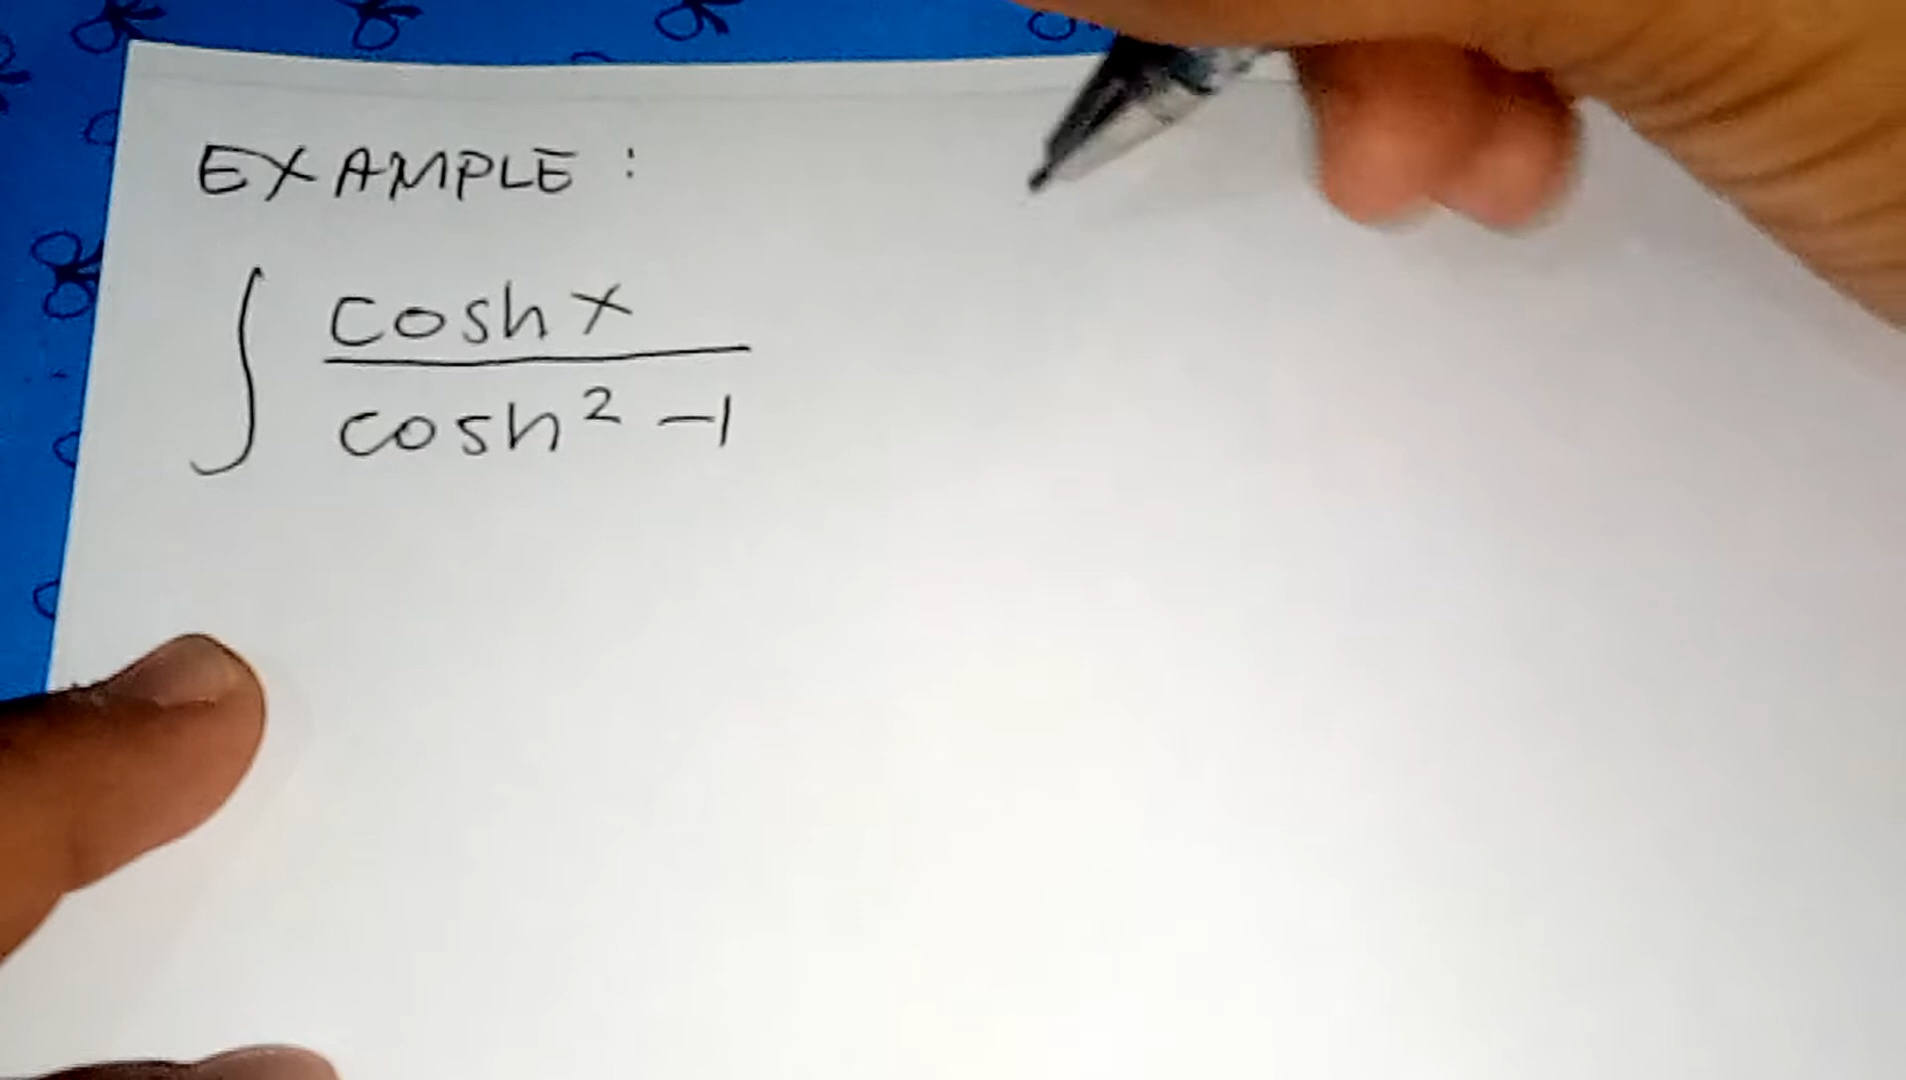 EXAMPLE :
∫ cosh x / cosh² -1